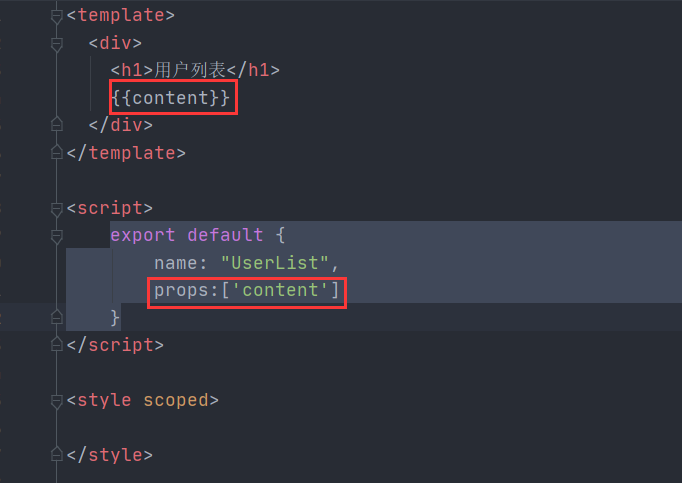 <template>
<div>
<h1>用户列表</h1>
{{content}}
</div>
</template>
<script>
export default {
name: "UserList",
props:['content']
}
</script>
<style scoped>
</style>